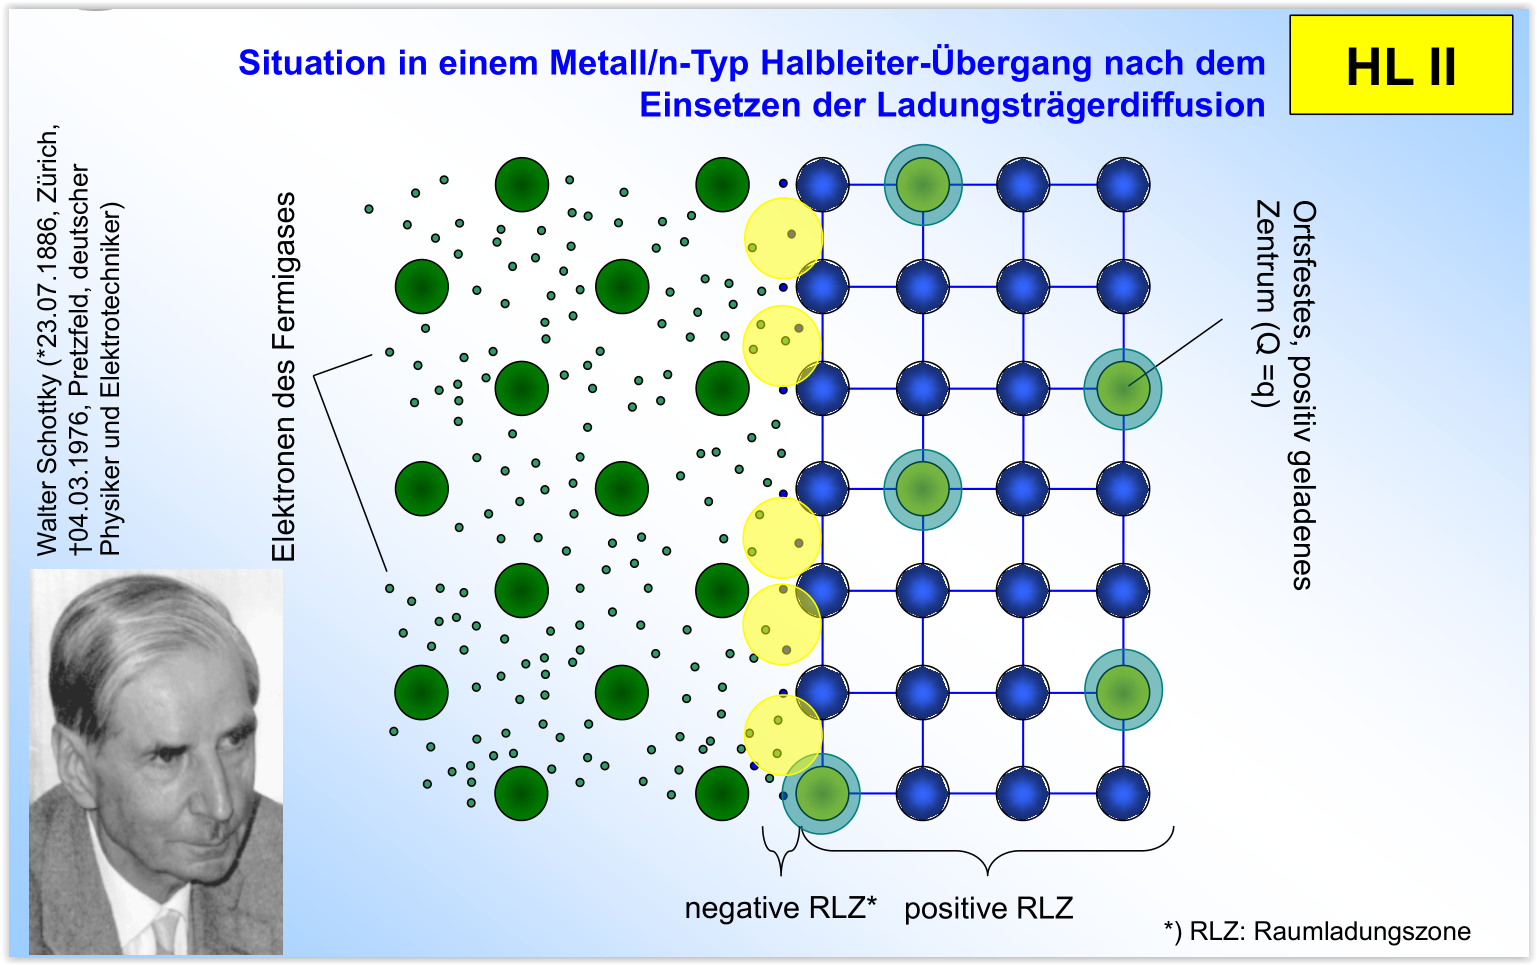 Situation in einem Metall/n-Typ Halbleiter-Übergang nach dem
Einsetzen der Ladungsträgerdiffusion
HL II
Walter Schottky (*23.07.1886, Zürich,
†04.03.1976, Pretzfeld, deutscher
Physiker und Elektrotechniker)
Elektronen des Fermigases
Ortsfestes, positiv geladenes
Zentrum (Q =q)
negative RLZ*
positive RLZ
*) RLZ: Raumladungszone